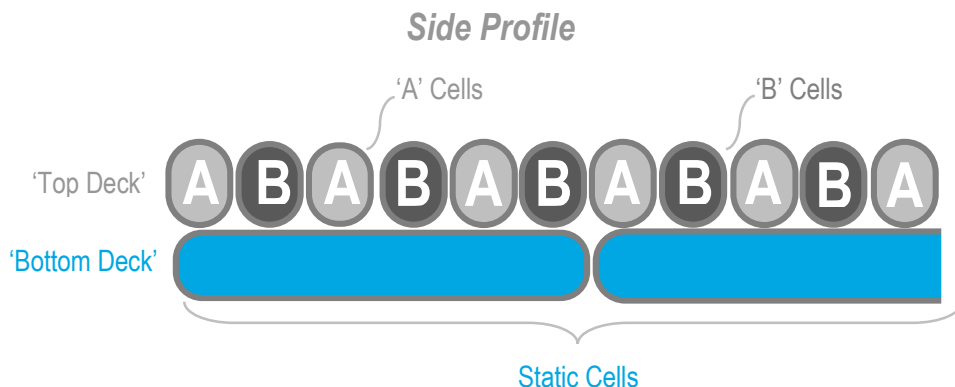 Side Profile
'A' Cells
'B' Cells
'Top Deck'
A B A B A B A B A B A
'Bottom Deck'
Static Cells